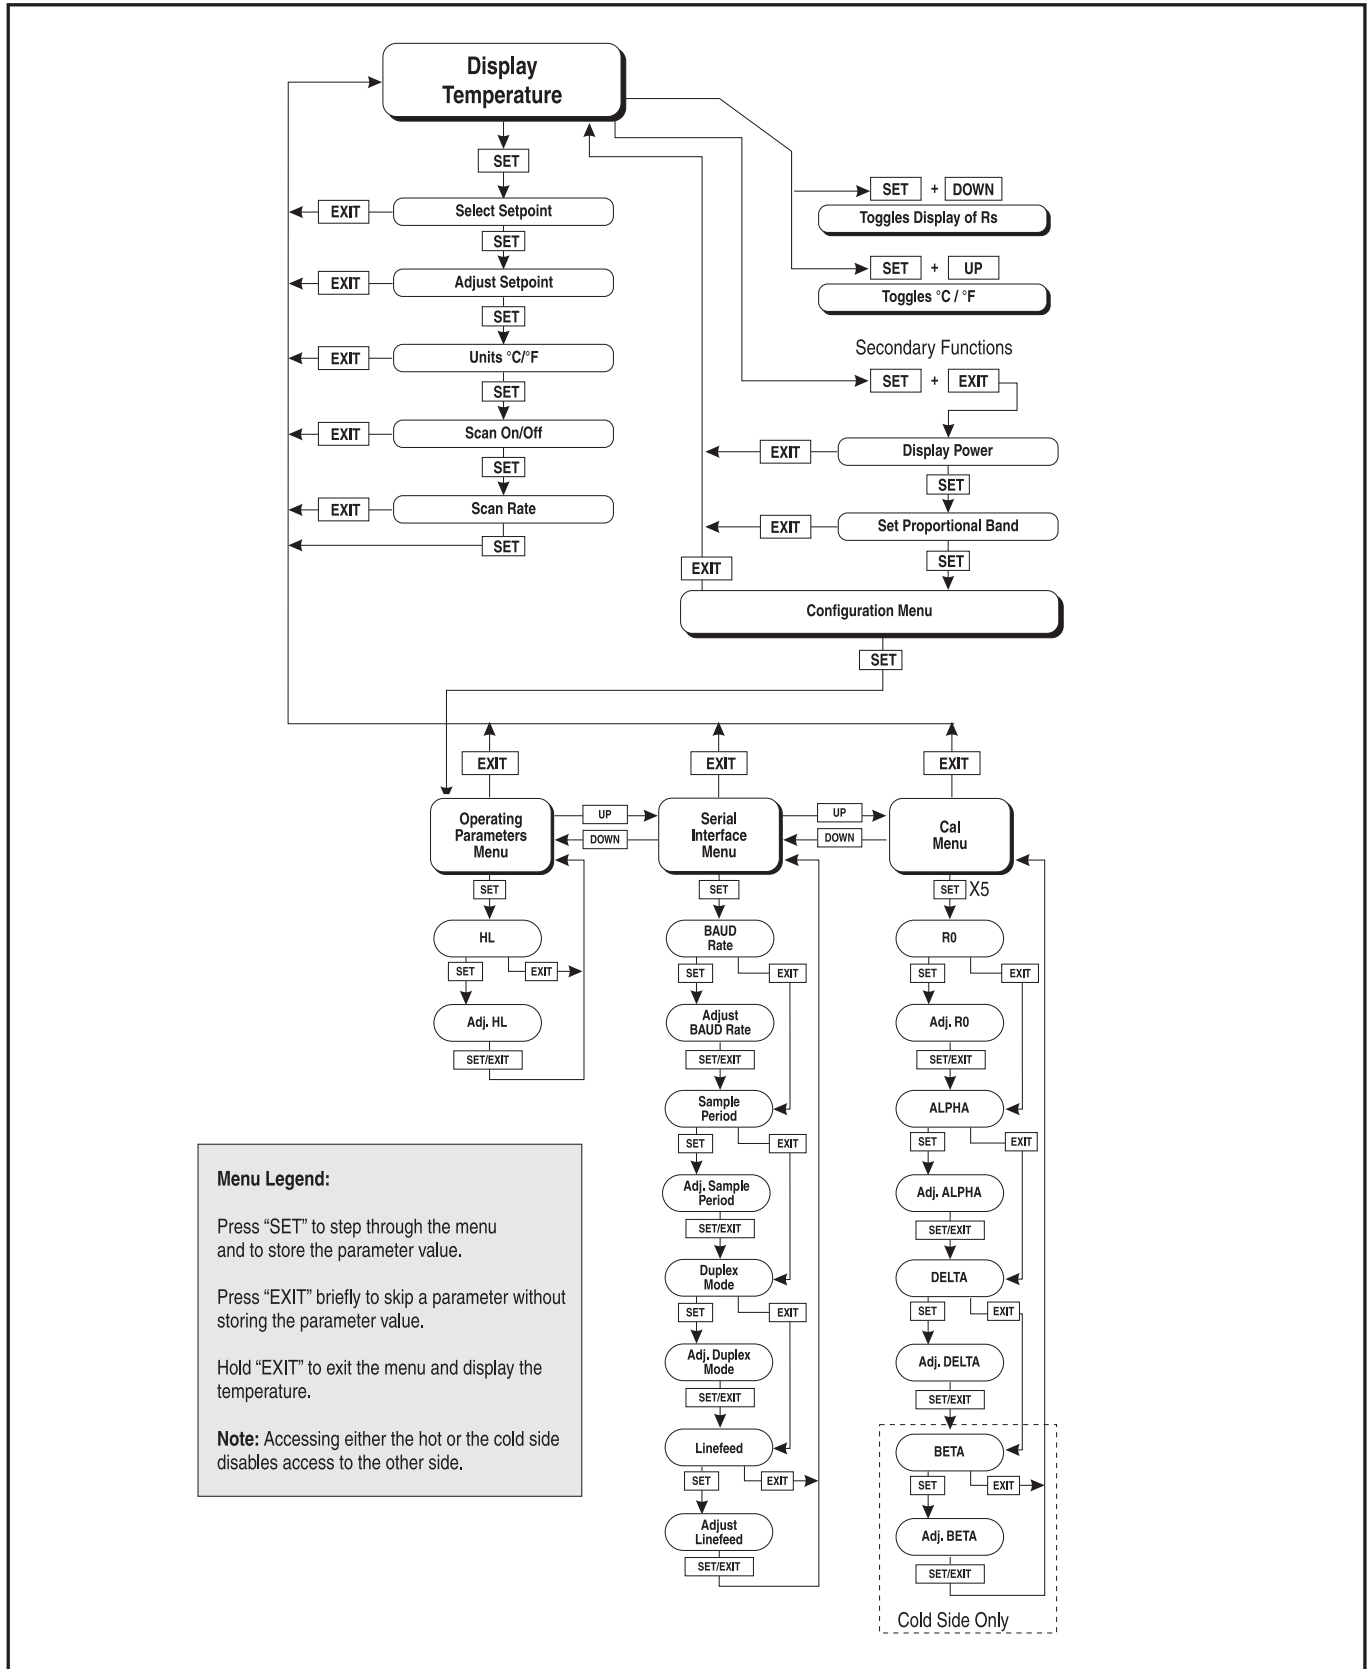 Display
Temperature
SET
EXIT
Select Setpoint
SET
EXIT
Adjust Setpoint
SET
EXIT
Units °C/°F
SET
EXIT
Scan On/Off
SET
EXIT
Scan Rate
SET
SET + DOWN
Toggles Display of Rs
SET + UP
Toggles °C / °F
Secondary Functions
SET + EXIT
EXIT
Display Power
SET
EXIT
Set Proportional Band
SET
EXIT
Configuration Menu
SET
EXIT
Operating
Parameters
Menu
UP
DOWN
SET
HL
SET
EXIT
Adj. HL
SET/EXIT
EXIT
Serial
Interface
Menu
UP
DOWN
SET
BAUD
Rate
SET
EXIT
Adjust
BAUD Rate
SET/EXIT
Sample
Period
SET
EXIT
Adj. Sample
Period
SET/EXIT
Duplex
Mode
SET
EXIT
Adj. Duplex
Mode
SET/EXIT
Linefeed
SET
EXIT
Adjust
Linefeed
SET/EXIT
EXIT
Cal
Menu
SET X5
R0
SET
EXIT
Adj. R0
SET/EXIT
ALPHA
SET
EXIT
Adj. ALPHA
SET/EXIT
DELTA
SET
EXIT
Adj. DELTA
SET/EXIT
BETA
SET
EXIT
Adj. BETA
SET/EXIT
Cold Side Only
Menu Legend:
Press “SET” to step through the menu
and to store the parameter value.
Press “EXIT” briefly to skip a parameter without
storing the parameter value.
Hold “EXIT” to exit the menu and display the
temperature.
Note: Accessing either the hot or the cold side
disables access to the other side.